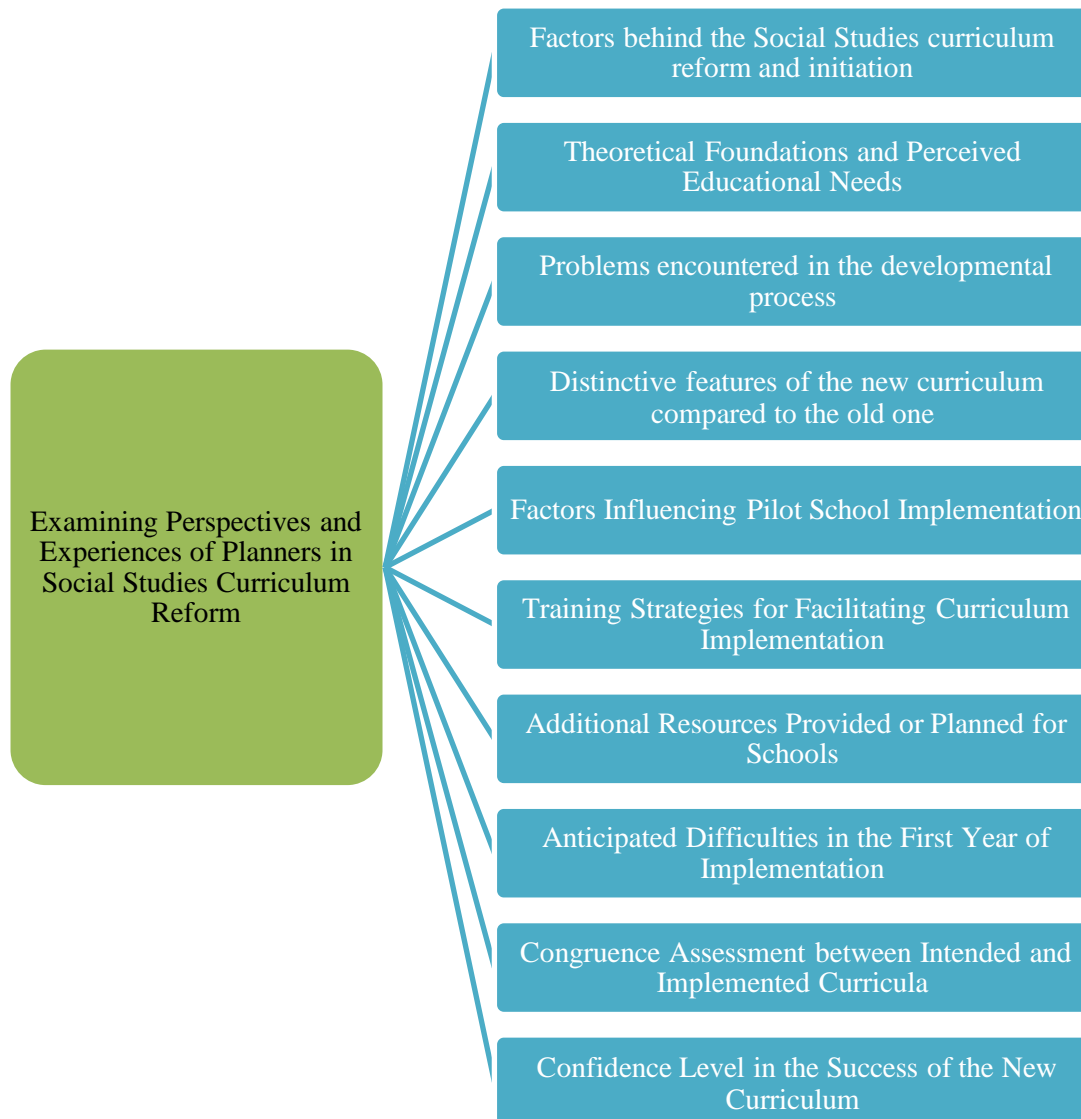 Factors behind the Social Studies curriculum
reform and initiation
Theoretical Foundations and Perceived
Educational Needs
Problems encountered in the developmental
process
Distinctive features of the new curriculum
compared to the old one
Examining Perspectives and
Experiences of Planners in
Social Studies Curriculum
Reform
Factors Influencing Pilot School Implementation
Training Strategies for Facilitating Curriculum
Implementation
Additional Resources Provided or Planned for
Schools
Anticipated Difficulties in the First Year of
Implementation
Congruence Assessment between Intended and
Implemented Curricula
Confidence Level in the Success of the New
Curriculum